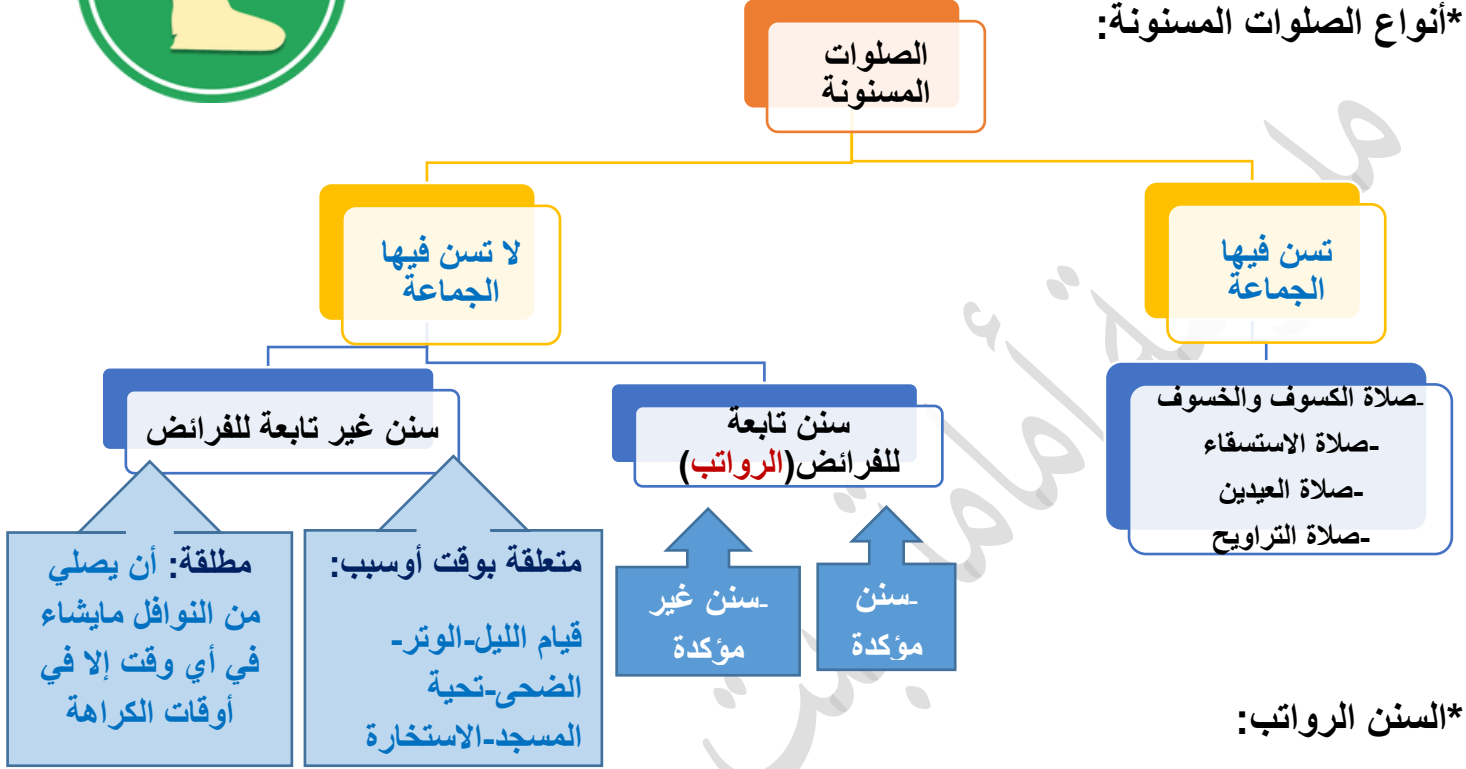 *أنواع الصلوات المسنونة:
الصلوات
المسنونة
تسن فيها
الجماعة
لا تسن فيها
الجماعة
-صلاة الكسوف والخسوف
-صلاة الاستسقاء
-صلاة العيدين
-صلاة التراويح
سنن تابعة
للفرائض(الرواتب)
سنن غير تابعة للفرائض
-سنن
مؤكدة
-سنن غير
مؤكدة
متعلقة بوقت أوسبب:
قيام الليل-الوتر-
الضحى-تحية
المسجد-الاستخارة
مطلقة: أن يصلي
من النوافل مايشاء
في أي وقت إلا في
أوقات الكراهة
*السنن الرواتب: